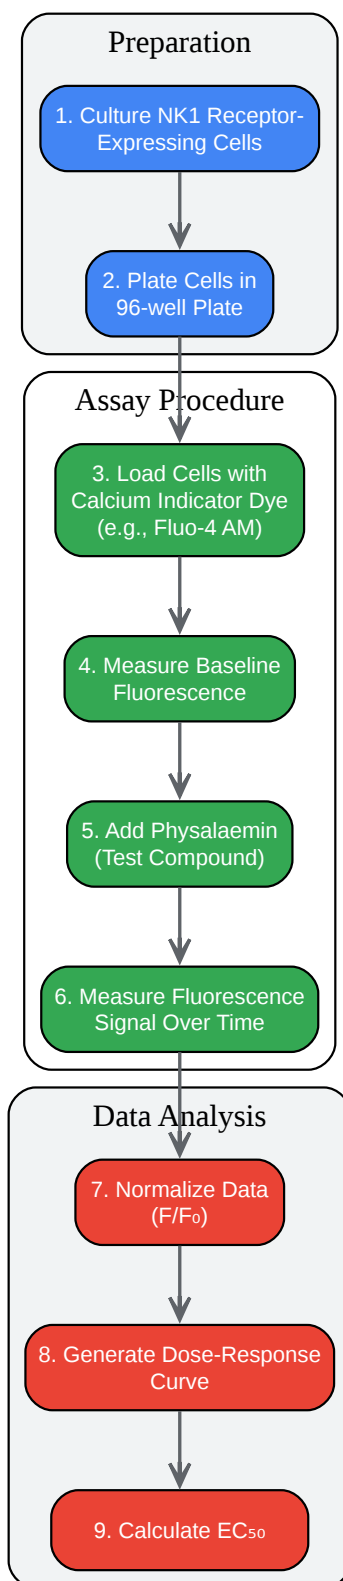 Preparation
1. Culture NK1 Receptor-
Expressing Cells
2. Plate Cells in
96-well Plate
Assay Procedure
3. Load Cells with
Calcium Indicator Dye
(e.g., Fluo-4 AM)
4. Measure Baseline
Fluorescence
5. Add Physalaemin
(Test Compound)
6. Measure Fluorescence
Signal Over Time
Data Analysis
7. Normalize Data
(F/F₀)
8. Generate Dose-Response
Curve
9. Calculate EC₅₀